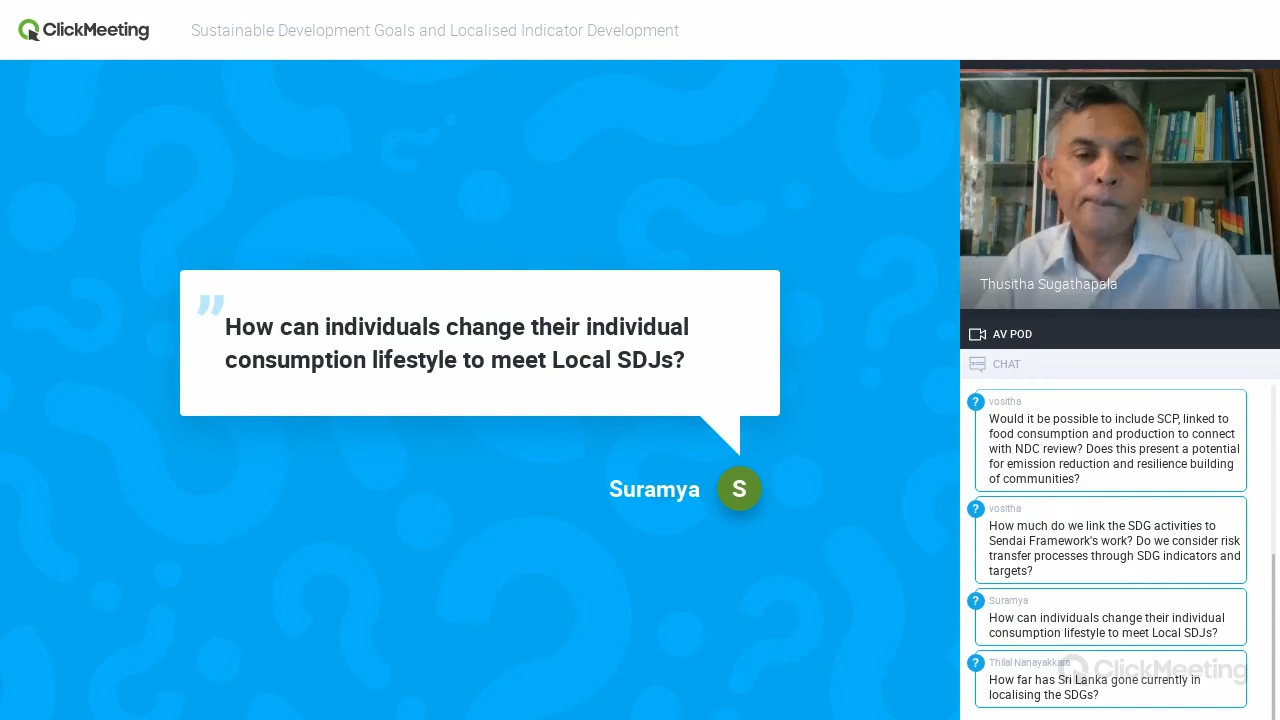 ClickMeeting
Sustainable Development Goals and Localised Indicator Development
"
How can individuals change their individual
consumption lifestyle to meet Local SDJs?
Suramya
S
Thusitha Sugathapala
AV POD
CHAT
?
vositha
Would it be possible to include SCP, linked to
food consumption and production to connect
with NDC review? Does this present a potential
for emission reduction and resilience building
of communities?
?
vositha
How much do we link the SDG activities to
Sendai Framework's work? Do we consider risk
transfer processes through SDG indicators and
targets?
?
Suramya
How can individuals change their individual
consumption lifestyle to meet Local SDJs?
?
Thilal Nanayakkara
How far has Sri Lanka gone currently in
localising the SDGs?
ClickMeeting